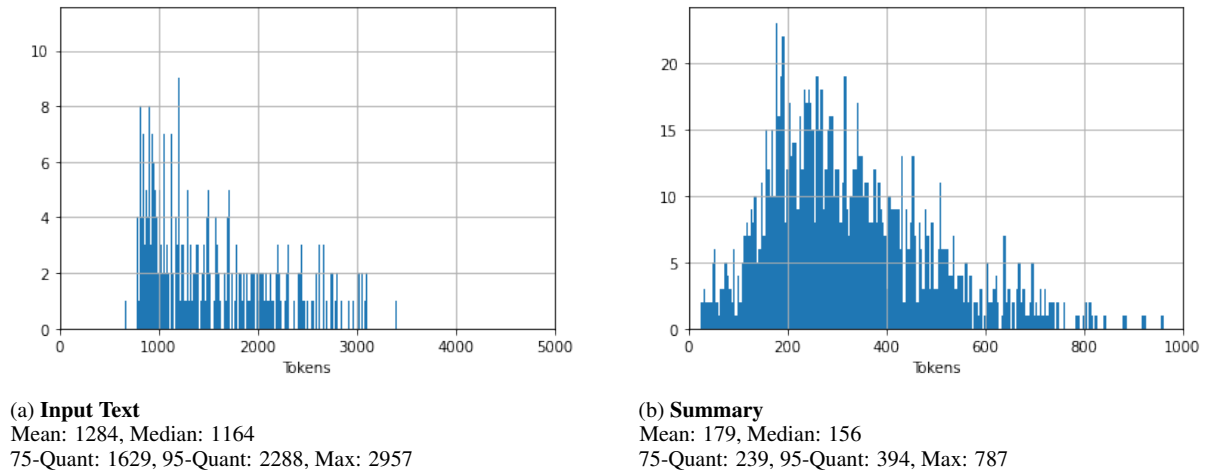 10
8
6
4
2
0
0 1000 2000 3000 4000 5000
Tokens
(a) Input Text
Mean: 1284, Median: 1164
75-Quant: 1629, 95-Quant: 2288, Max: 2957
20
15
10
5
0
0 200 400 600 800 1000
Tokens
(b) Summary
Mean: 179, Median: 156
75-Quant: 239, 95-Quant: 394, Max: 787